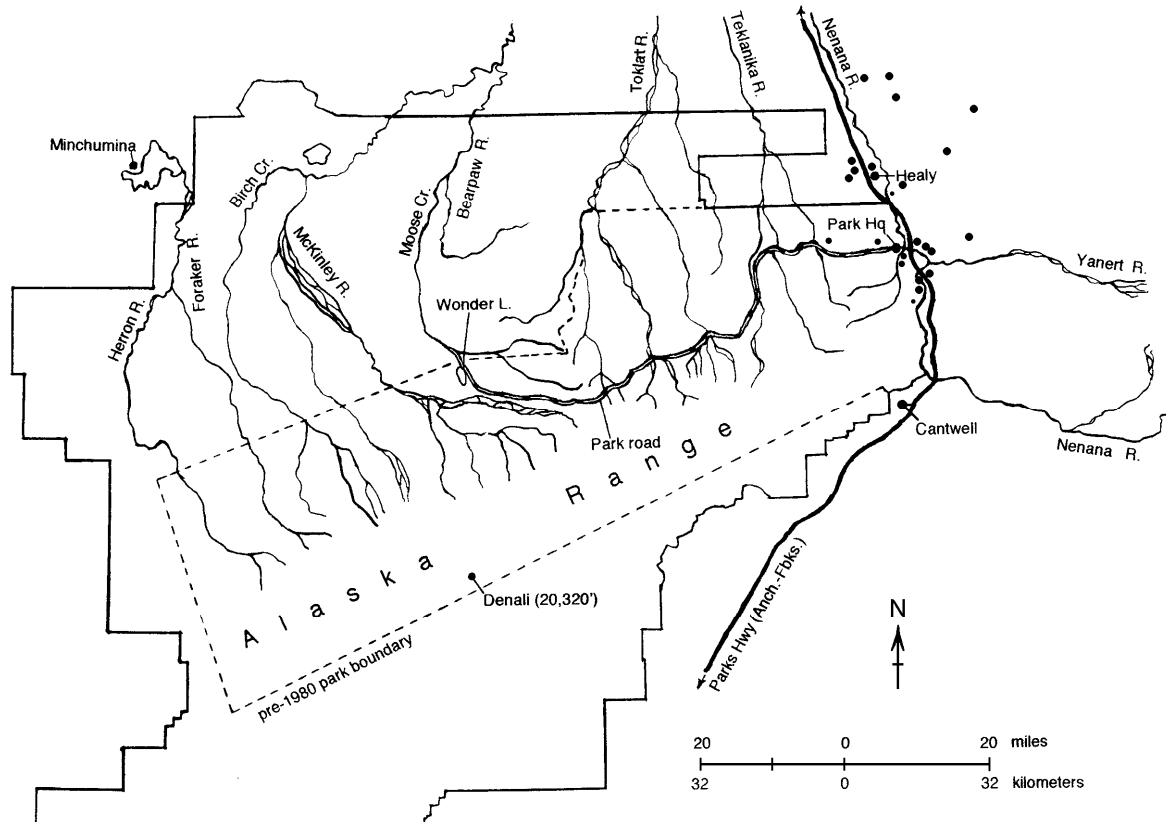 Toklat R.
Teklanika R.
Nenana R.
Minchumina
Birch Cr.
Bearpaw R.
Moose Cr.
Healy
Foraker R.
McKinley R.
Park Hq
Yanert R.
Herron R.
Wonder L.
Park road
Cantwell
Nenana R.
Alaska Range
Denali (20,320')
pre-1980 park boundary
Parks Hwy (Anch.-Fbks.)
N
20 0 20 miles
32 0 32 kilometers